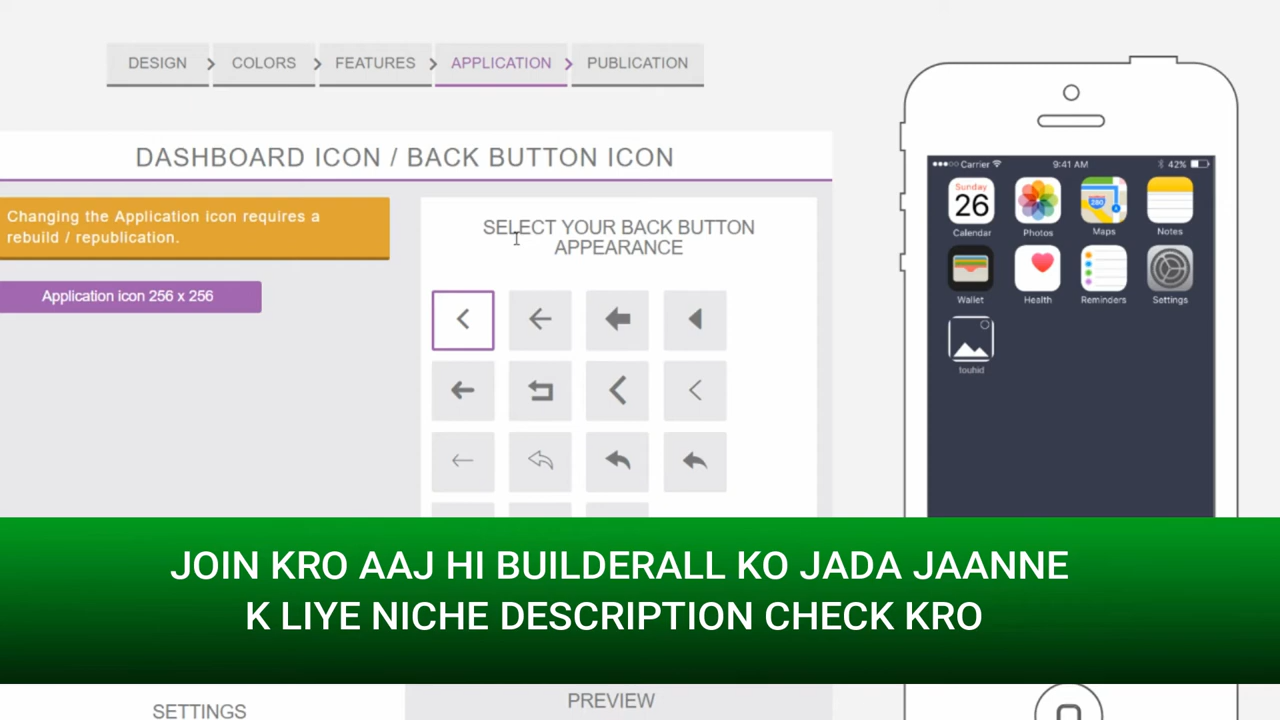 DESIGN > COLORS > FEATURES > APPLICATION > PUBLICATION
DASHBOARD ICON / BACK BUTTON ICON
Changing the Application icon requires a
rebuild / republication.
Application icon 256 x 256
SELECT YOUR BACK BUTTON
APPEARANCE
Carrier 9:41 AM 42%
Sunday
26
280
Calendar Photos Maps Notes
Wallet Health Reminders Settings
touhid
JOIN KRO AAJ HI BUILDERALL KO JADA JAANNE
K LIYE NICHE DESCRIPTION CHECK KRO
SETTINGS
PREVIEW